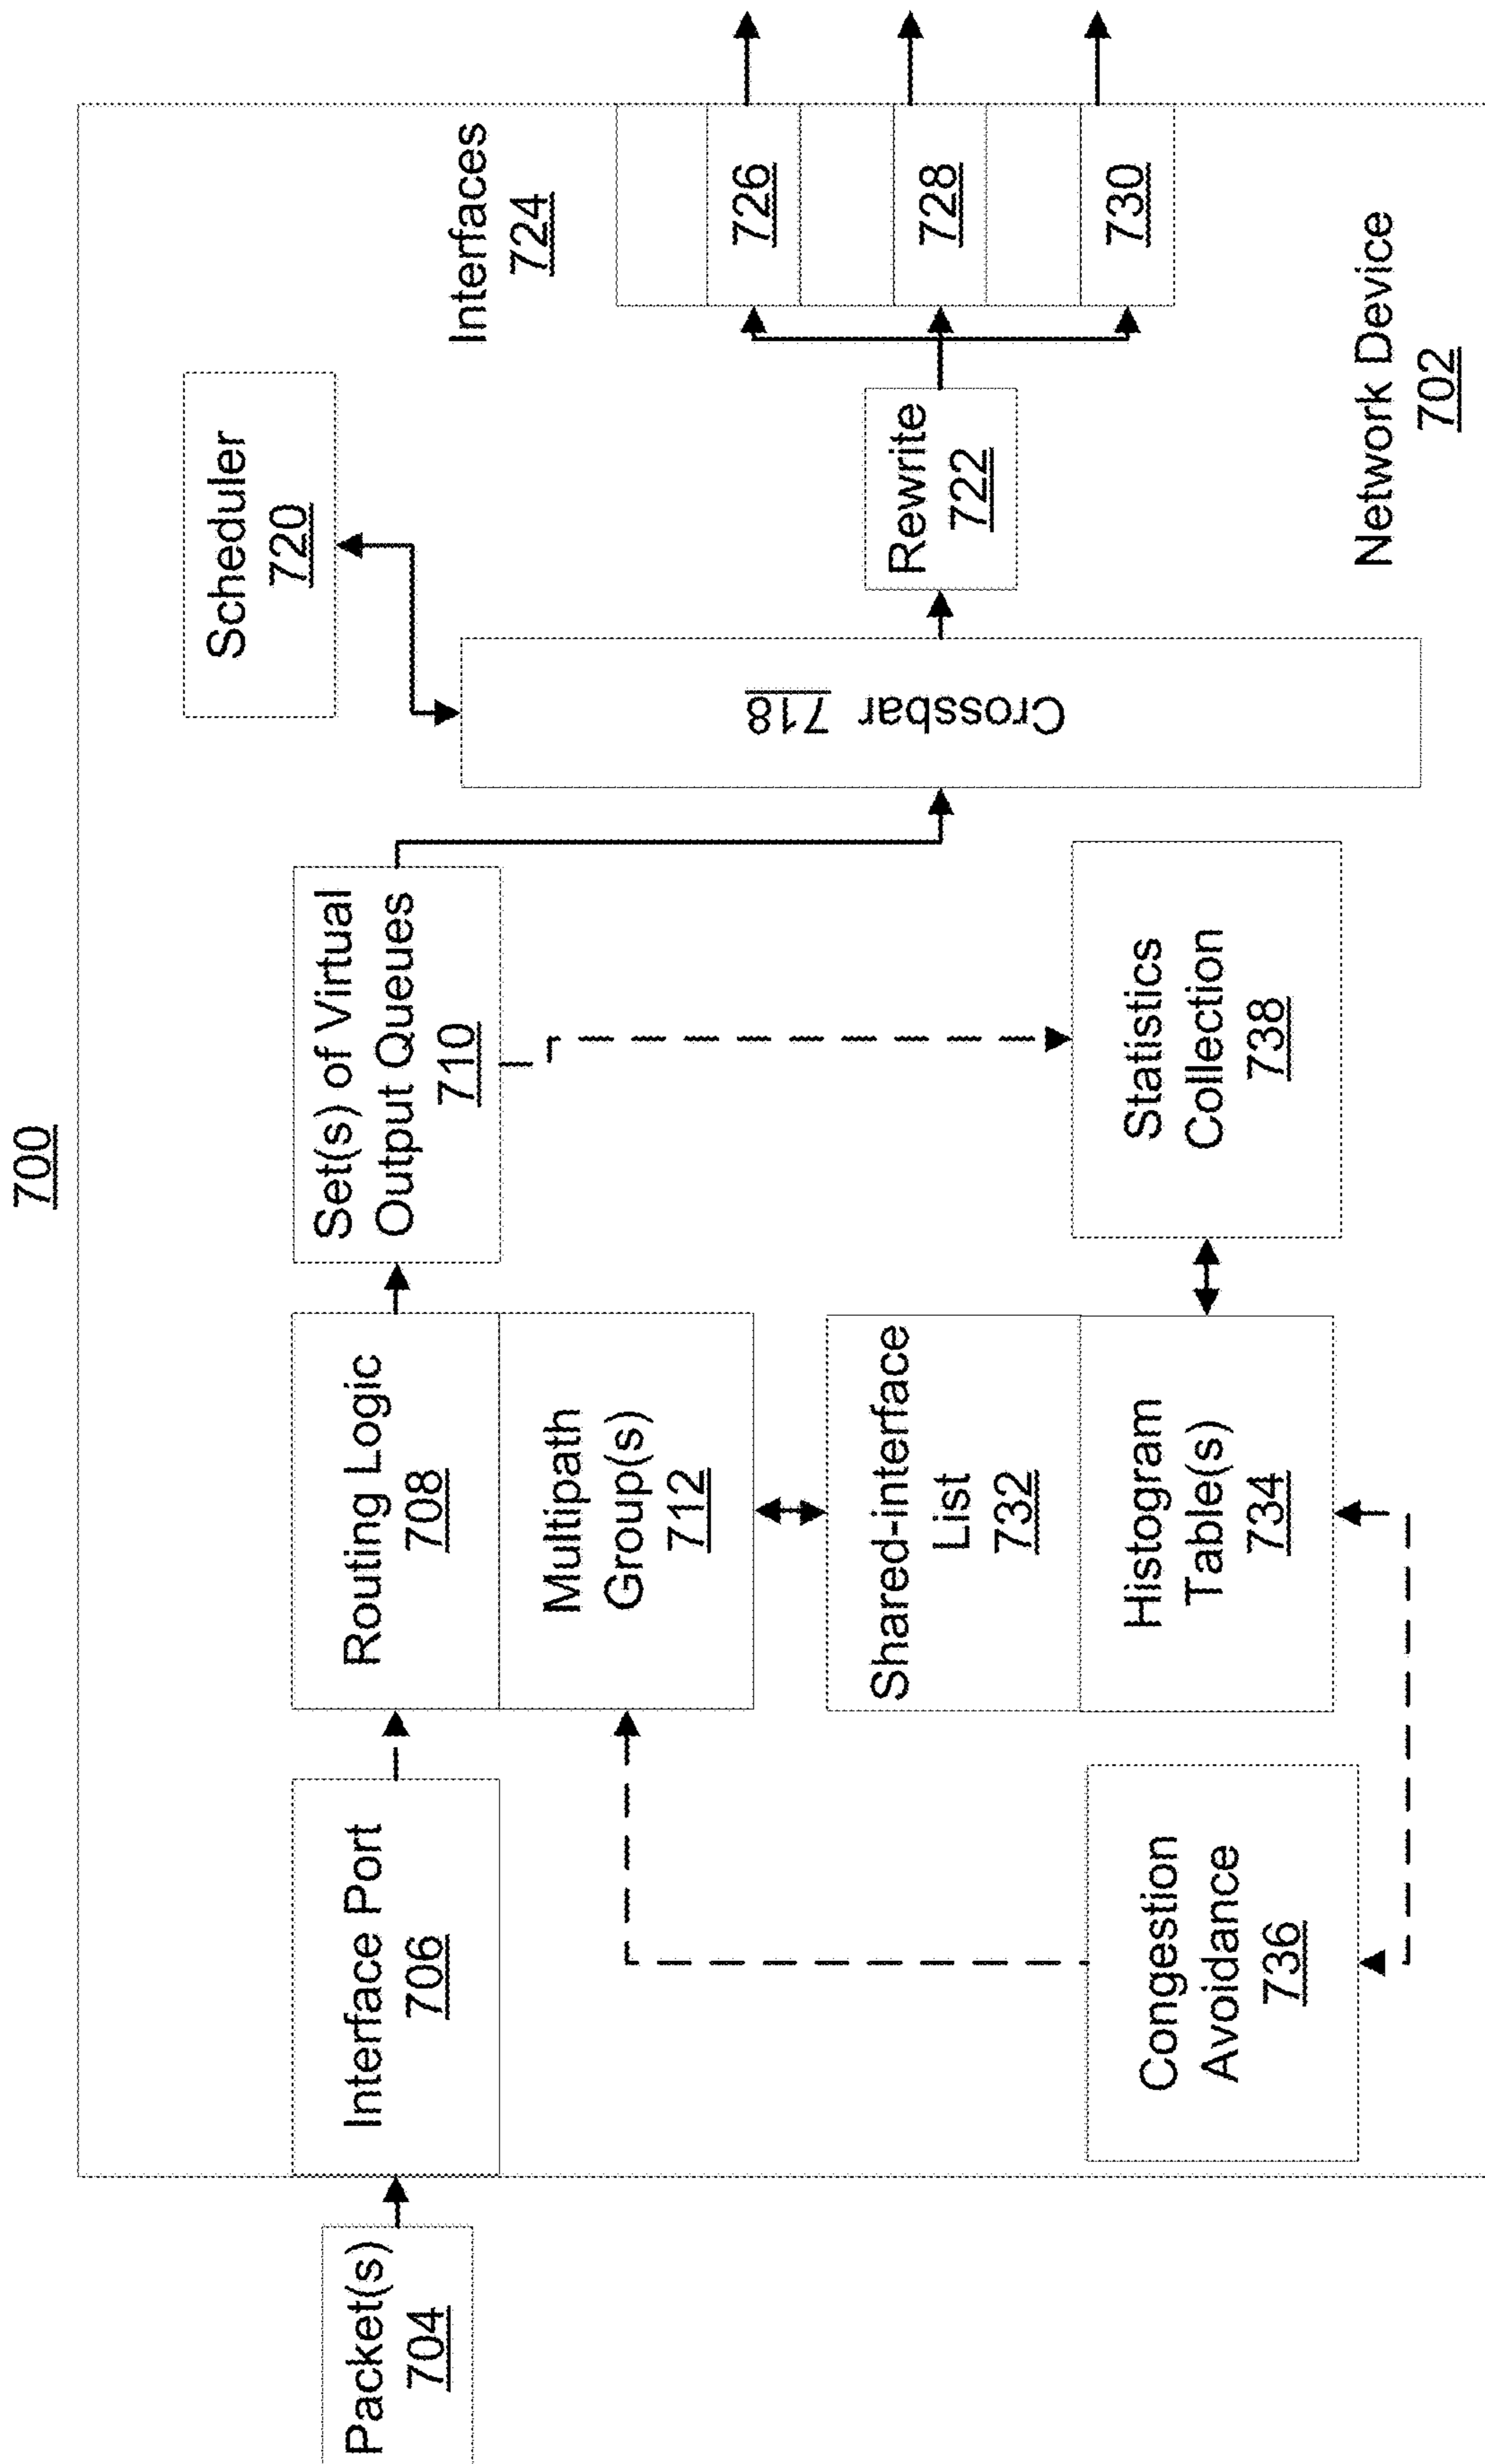 700
Packet(s)
704
Interface Port
706
Routing Logic
708
Multipath
Group(s)
712
Set(s) of Virtual
Output Queues
710
Shared-interface
List
732
Histogram
Table(s)
734
Congestion
Avoidance
736
Statistics
Collection
738
Crossbar 718
Scheduler
720
Rewrite
722
Interfaces
724
726
728
730
Network Device
702